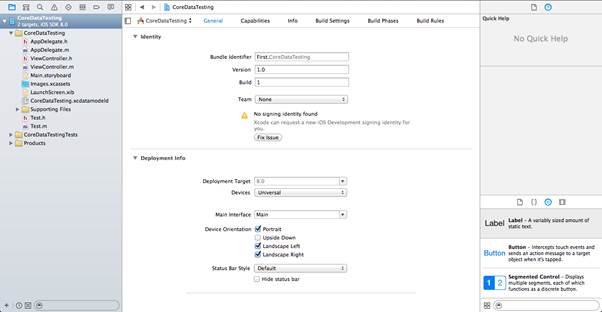 CoreDataTesting
CoreDataTesting
2 targets, iOS SDK 8.0
CoreDataTesting
AppDelegate.h
AppDelegate.m
ViewController.h
ViewController.m
Main.storyboard
Images.xcassets
LaunchScreen.xib
CoreDataTesting.xcdatamodeld
Supporting Files
Test.h
Test.m
CoreDataTestingTests
Products
CoreDataTesting
General
Capabilities
Info
Build Settings
Build Phases
Build Rules
Identity
Bundle Identifier First.CoreDataTesting
Version 1.0
Build 1
Team None
No signing identity found
Xcode can request a new iOS Development signing identity for
you.
Fix Issue
Deployment Info
Deployment Target 8.0
Devices Universal
Main Interface Main
Device Orientation Portrait
Upside Down
Landscape Left
Landscape Right
Status Bar Style Default
Hide status bar
Quick Help
No Quick Help
Label Label - A variably sized amount of
static text.
Button Button - Intercepts touch events and
sends an action message to a target
object when it's tapped.
1 2 Segmented Control - Displays
multiple segments, each of which
functions as a discrete button.